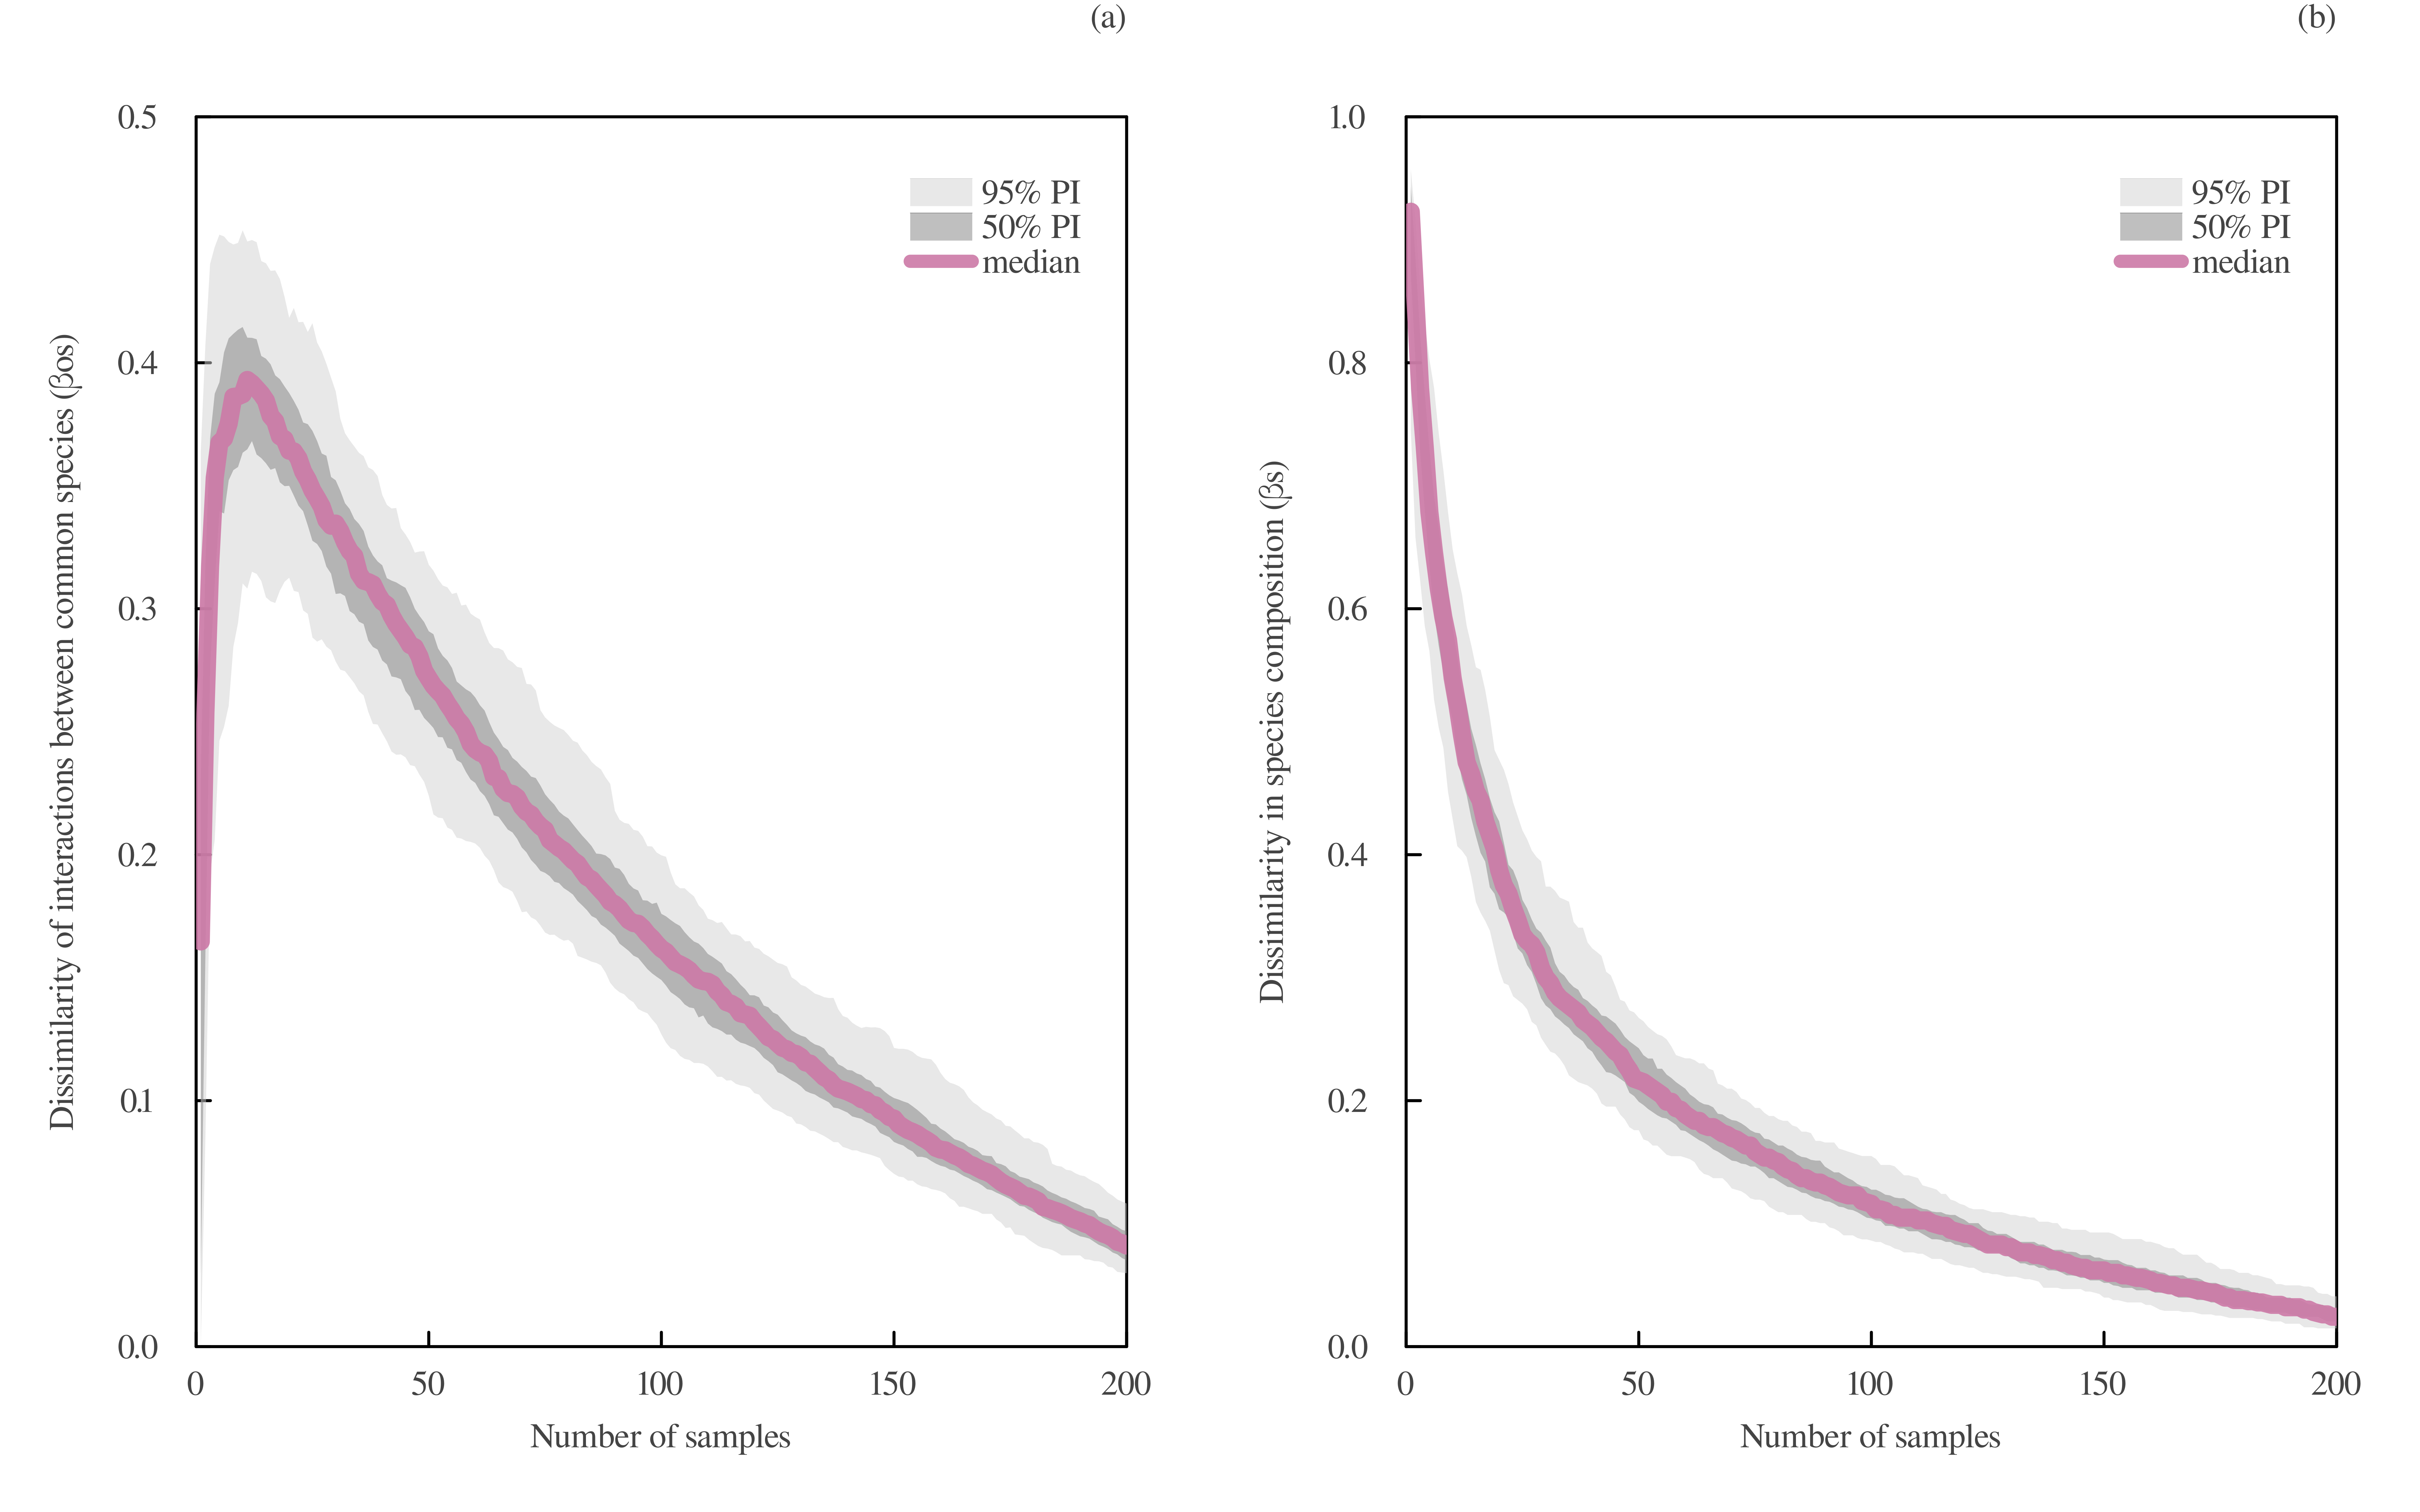 (a)
Dissimilarity of interactions between common species (βos)
0.5
0.4
0.3
0.2
0.1
0.0
95% PI
50% PI
median
0 50 100 150 200
Number of samples
(b)
Dissimilarity in species composition (βs)
1.0
0.8
0.6
0.4
0.2
0.0
95% PI
50% PI
median
0 50 100 150 200
Number of samples